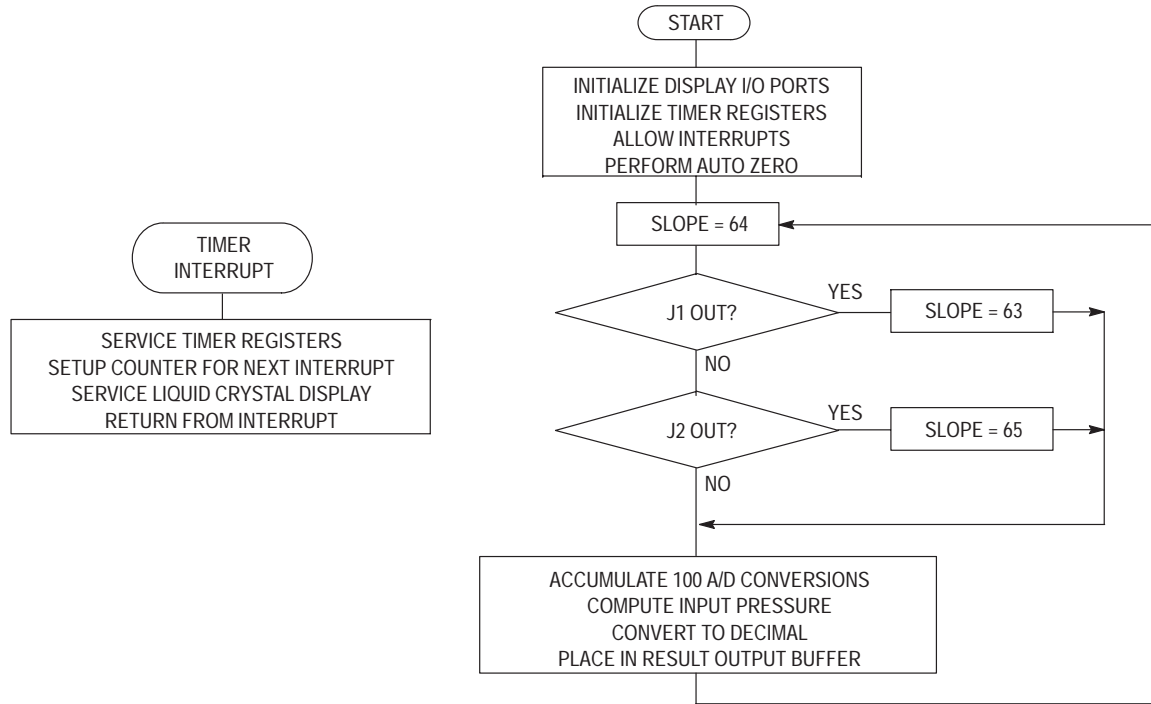 START
INITIALIZE DISPLAY I/O PORTS
INITIALIZE TIMER REGISTERS
ALLOW INTERRUPTS
PERFORM AUTO ZERO
SLOPE = 64
TIMER
INTERRUPT
SERVICE TIMER REGISTERS
SETUP COUNTER FOR NEXT INTERRUPT
SERVICE LIQUID CRYSTAL DISPLAY
RETURN FROM INTERRUPT
J1 OUT?
YES
SLOPE = 63
NO
J2 OUT?
YES
SLOPE = 65
NO
ACCUMULATE 100 A/D CONVERSIONS
COMPUTE INPUT PRESSURE
CONVERT TO DECIMAL
PLACE IN RESULT OUTPUT BUFFER